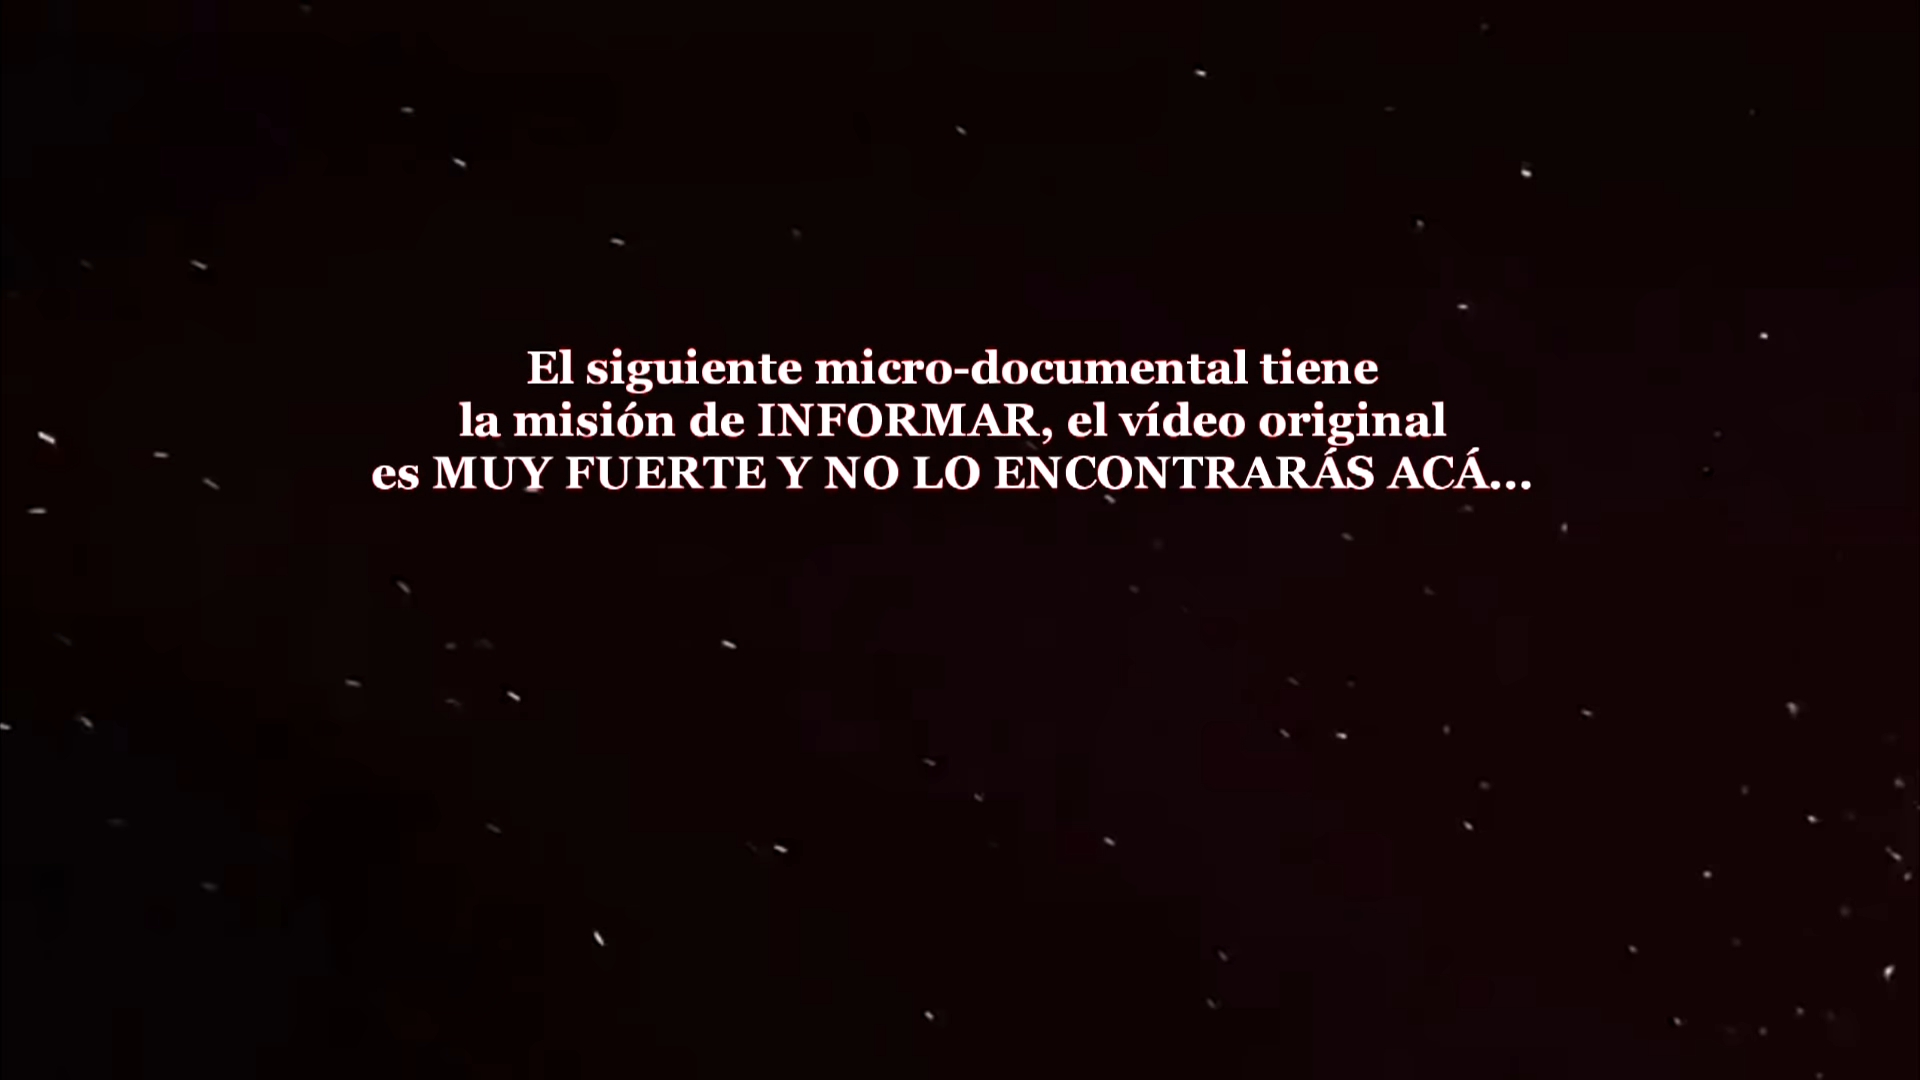 El siguiente micro-documental tiene
la misión de INFORMAR, el vídeo original
es MUY FUERTE Y NO LO ENCONTRARÁS ACÁ...